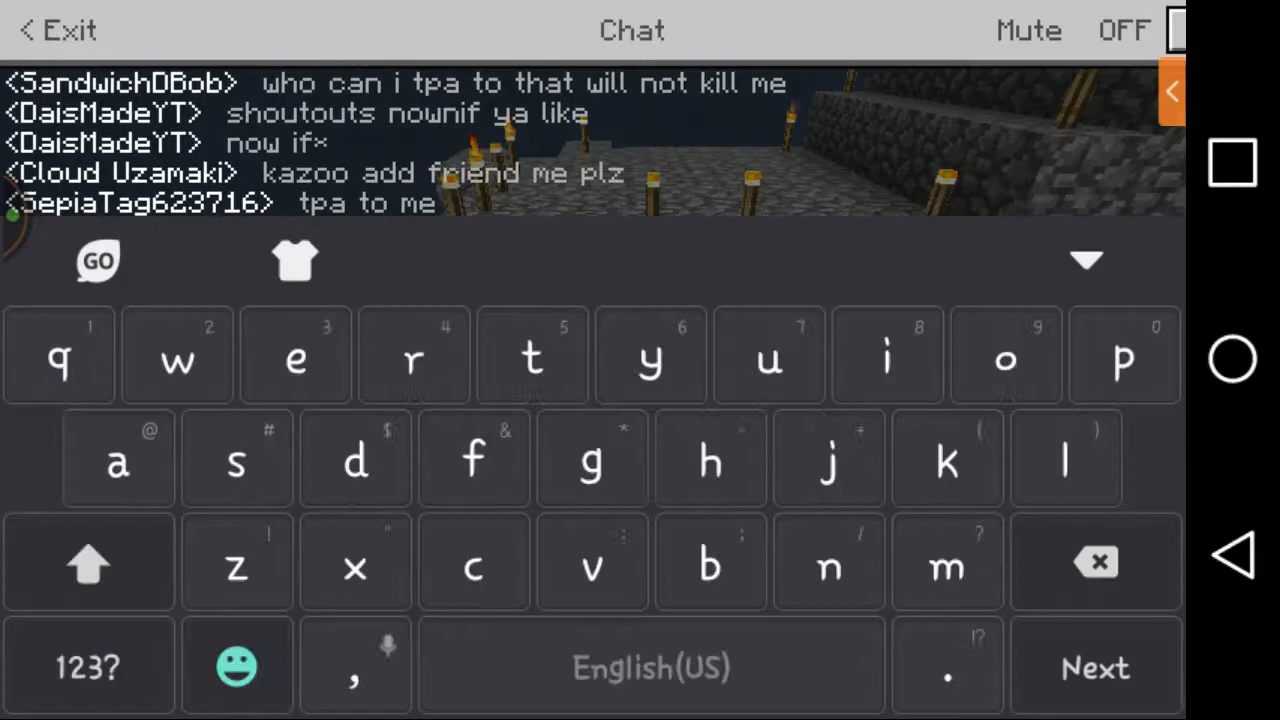 < Exit Chat Mute OFF
<SandwichDBob> who can i tpa to that will not kill me
<DaisMadeYT> shoutouts nownif ya like
<DaisMadeYT> now if×
<Cloud Uzamaki> kazoo add friend me plz
<SepiaTag623716> tpa to me
GO
1 2 3 4 5 6 7 8 9 0
q w e r t y u i o p
@ # $ & * + ( )
a s d f g h j k l
! " : ; / ?
z x c v b n m
!?
123? , English(US) . Next